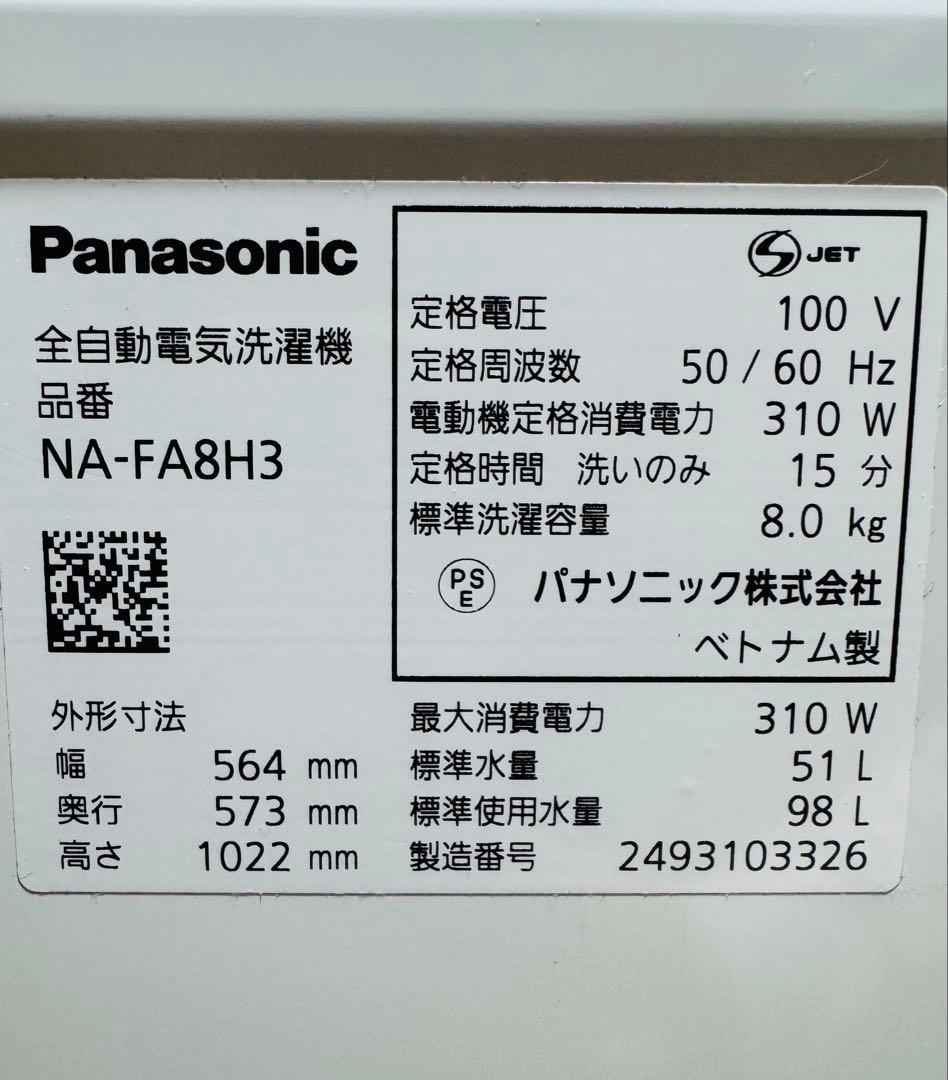 Panasonic
全自動電気洗濯機
品番
NA-FA8H3
JET
定格電圧 100 V
定格周波数 50 / 60 Hz
電動機定格消費電力 310 W
定格時間 洗いのみ 15 分
標準洗濯容量 8.0 kg
PS
E
パナソニック株式会社
ベトナム製
外形寸法
幅 564 mm
奥行 573 mm
高さ 1022 mm
最大消費電力 310 W
標準水量 51 L
標準使用水量 98 L
製造番号 2493103326